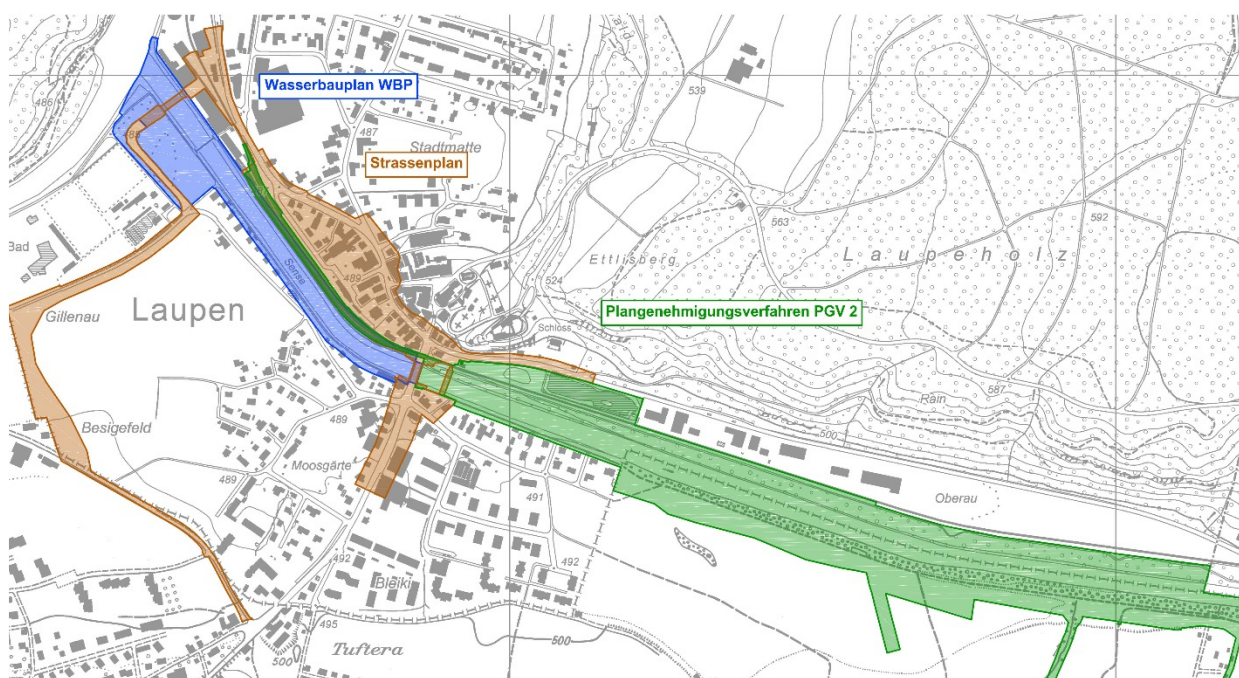 Wasserbauplan WBP
539
486
487
Stadtmatte
Strassenplan
563
592
Laupeholz
Ettlisberg
Bad
Sense
489
524
Gillenau
Laupen
Plangenehmigungsverfahren PGV 2
Schloss
587
Rain
489
500
Besigefeld
Moosgärte
489
491
Oberau
492
492
Bleiki
495
500
500
Tuftera